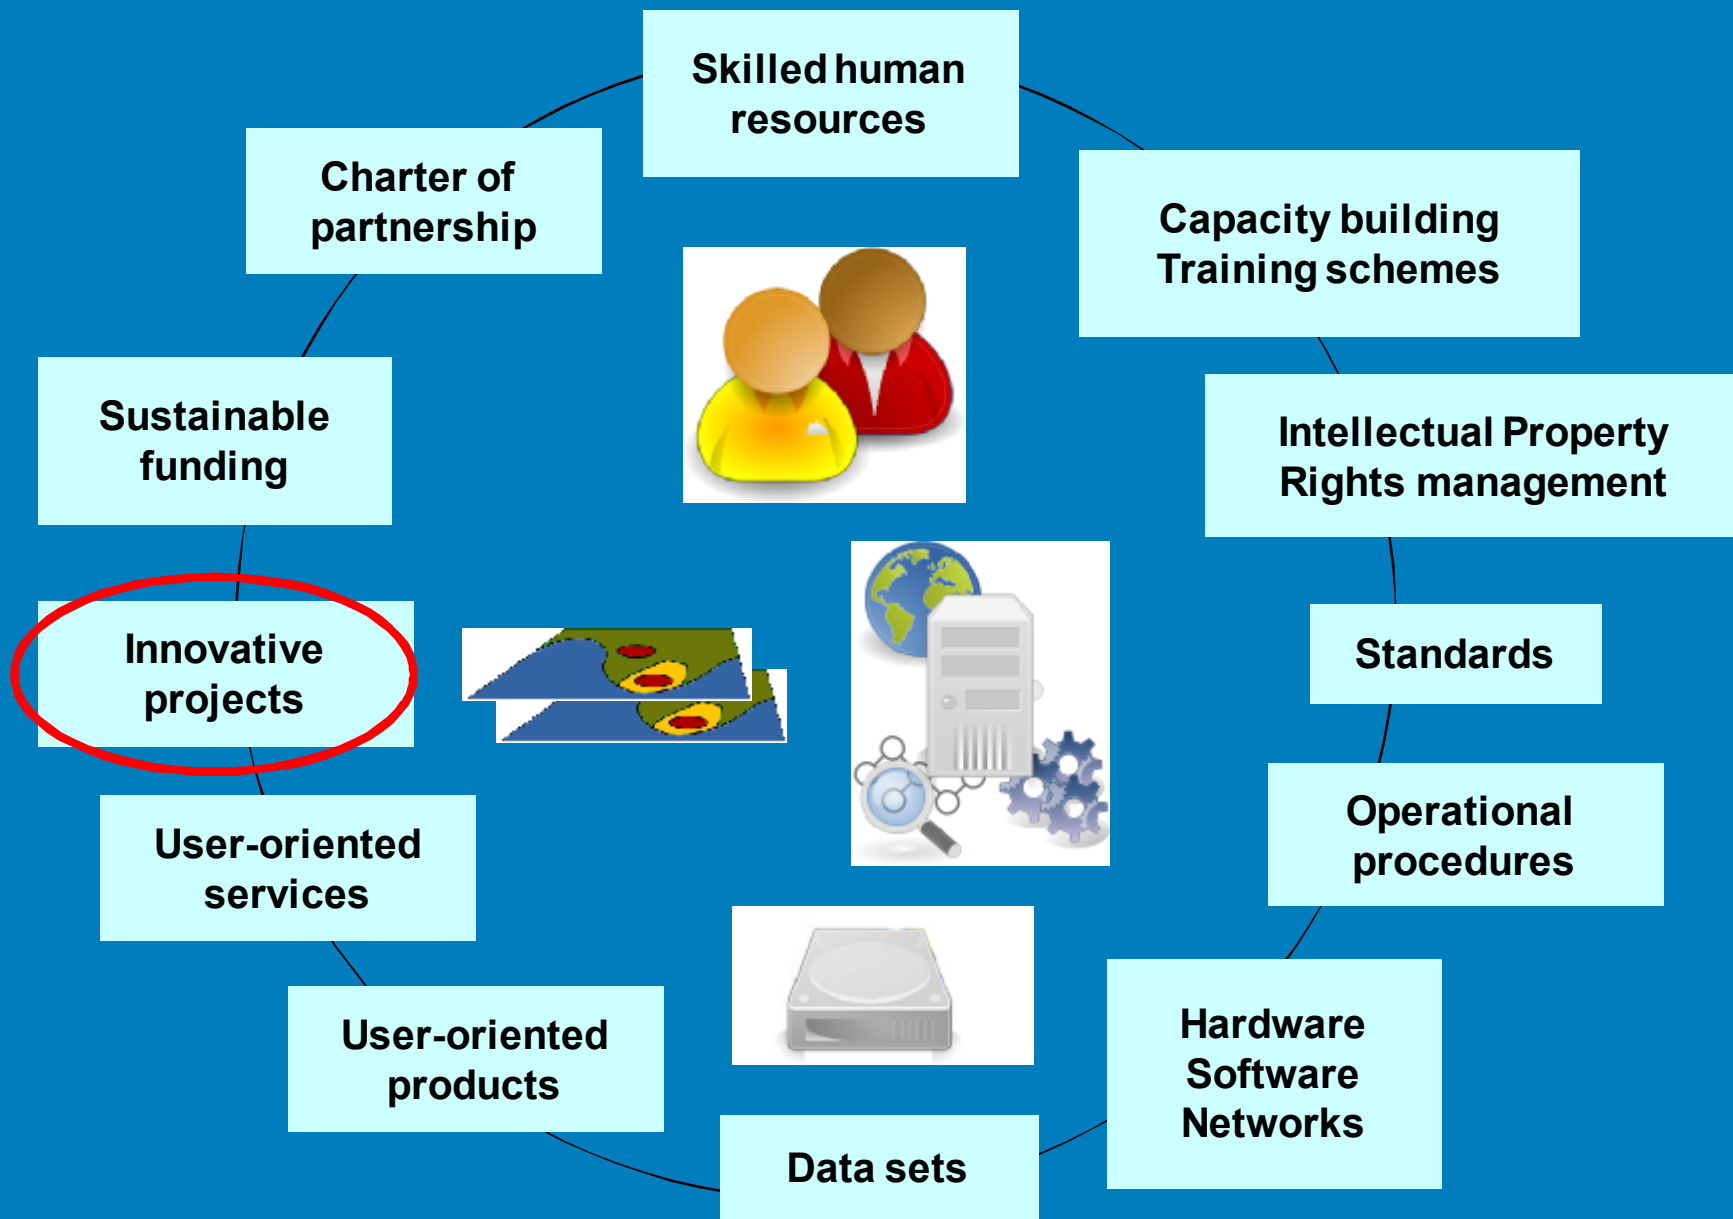 Skilled human
resources
Charter of
partnership
Capacity building
Training schemes
Sustainable
funding
Intellectual Property
Rights management
Innovative
projects
Standards
User-oriented
services
Operational
procedures
User-oriented
products
Hardware
Software
Networks
Data sets